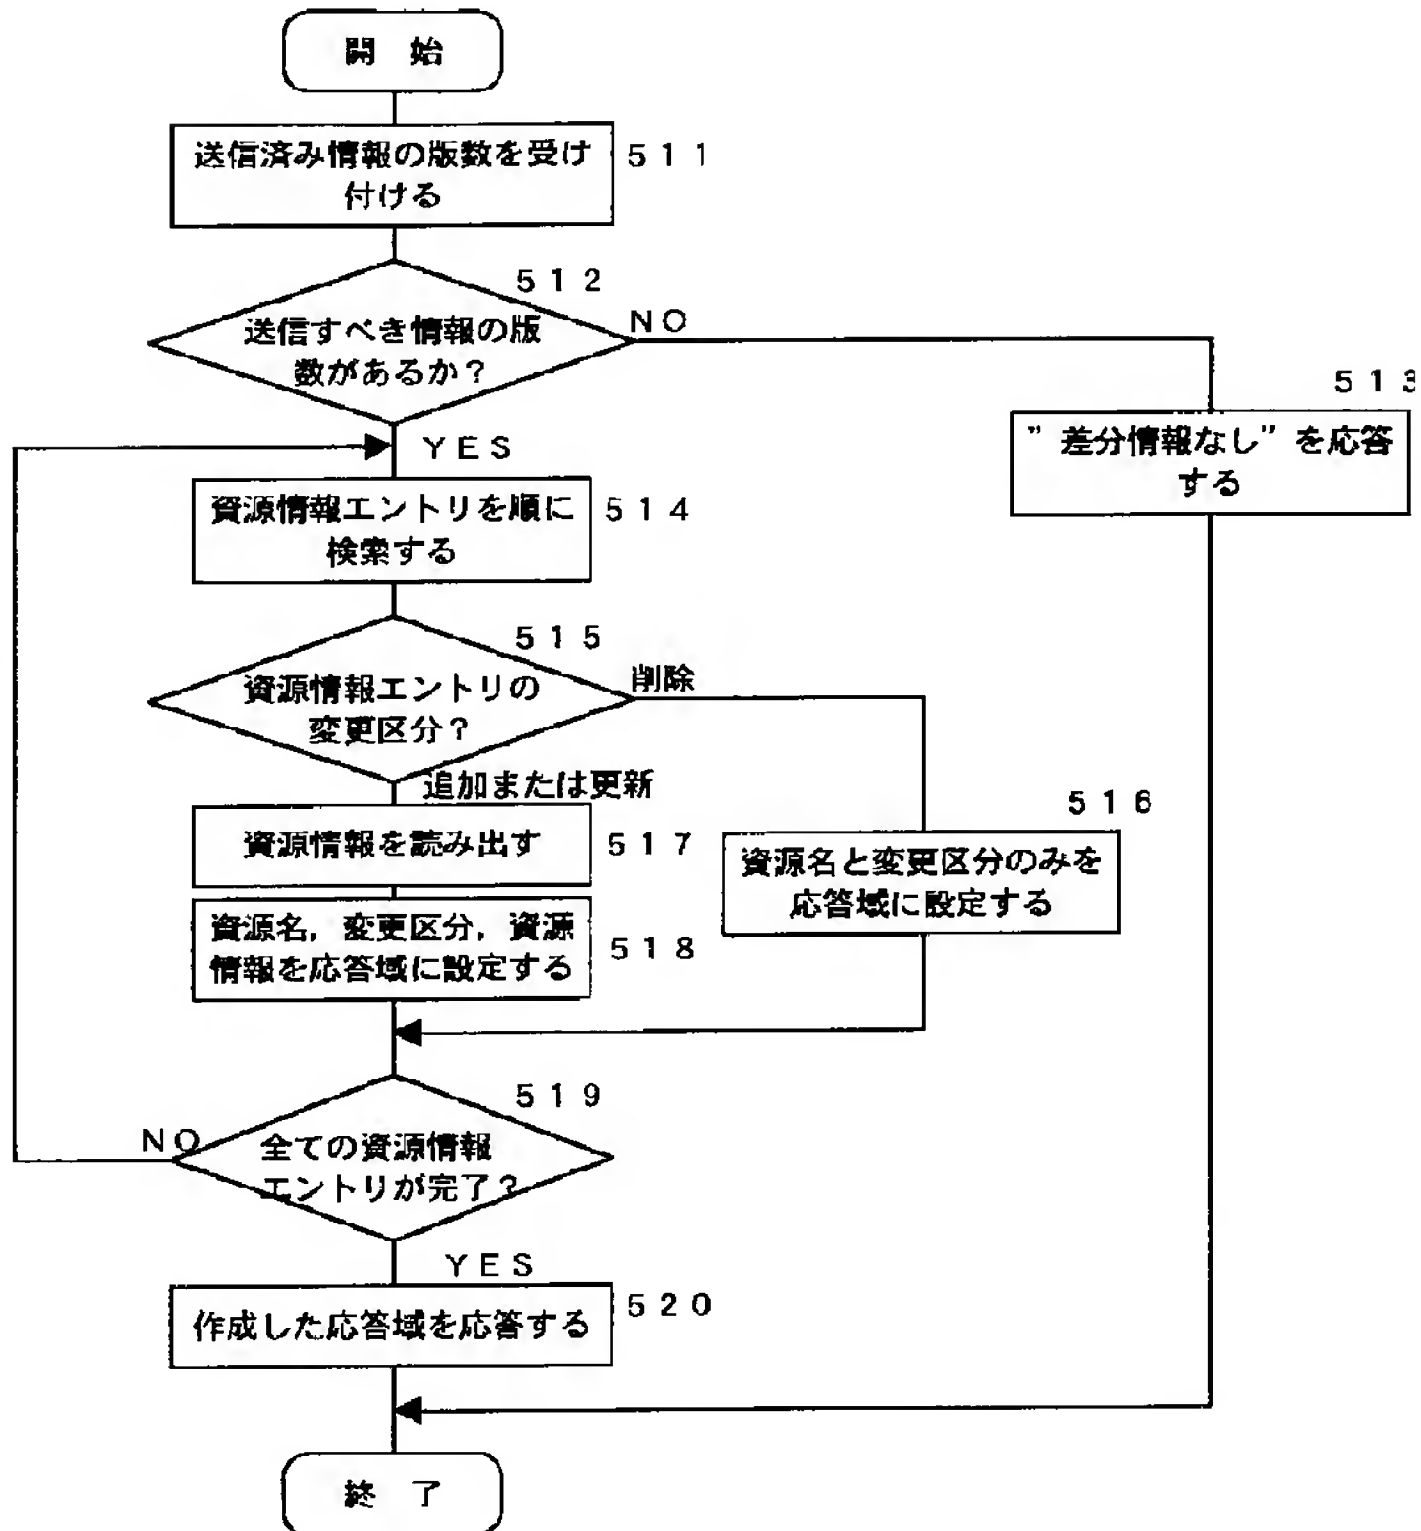 開 始
送信済み情報の版数を受け
付ける
511
512
送信すべき情報の版
数があるか？
NO
YES
513
”差分情報なし”を応答
する
資源情報エントリを順に
検索する
514
515
資源情報エントリの
変更区分？
削除
追加または更新
516
資源名と変更区分のみを
応答域に設定する
資源情報を読み出す
517
資源名，変更区分，資源
情報を応答域に設定する
518
519
全ての資源情報
エントリが完了？
NO
YES
作成した応答域を応答する
520
終 了